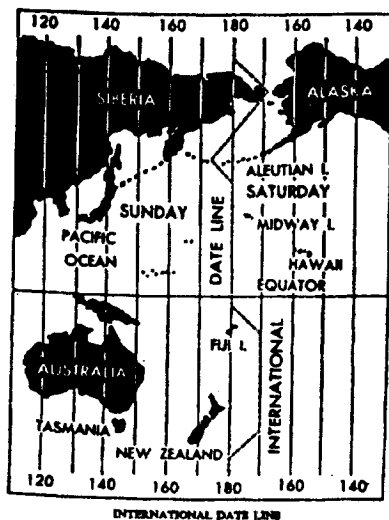 120 140 160 180 160 140
SIBERIA
ALASKA
ALEUTIAN I.
SATURDAY
SUNDAY
DATE LINE
MIDWAY I.
PACIFIC
OCEAN
HAWAII
EQUATOR
INTERNATIONAL
FIJI I.
AUSTRALIA
TASMANIA
NEW ZEALAND
120 140 160 180 160 140
INTERNATIONAL DATE LINE